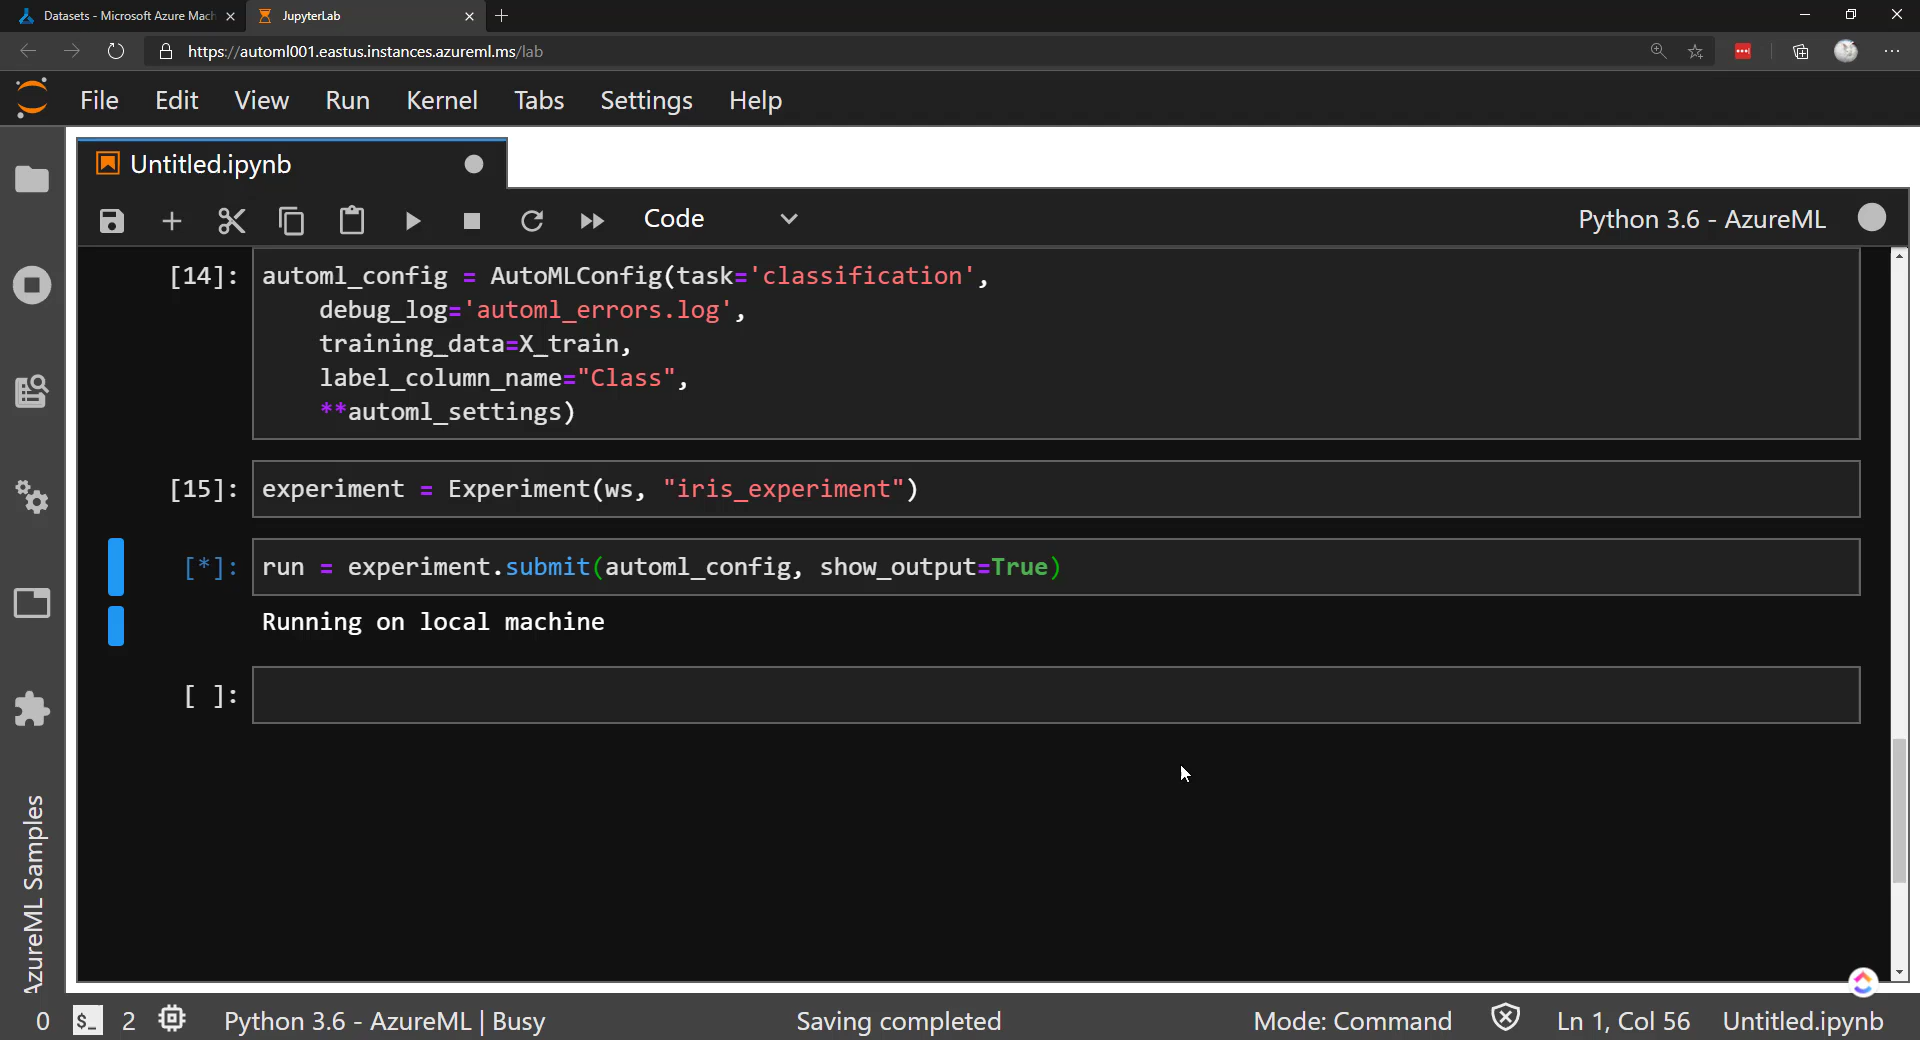 Datasets - Microsoft Azure Mach
JupyterLab
https://automl001.eastus.instances.azureml.ms/lab
File Edit View Run Kernel Tabs Settings Help
Untitled.ipynb
Code
Python 3.6 - AzureML
[14]: automl_config = AutoMLConfig(task='classification',
debug_log='automl_errors.log',
training_data=X_train,
label_column_name="Class",
**automl_settings)
[15]: experiment = Experiment(ws, "iris_experiment")
[*]: run = experiment.submit(automl_config, show_output=True)
Running on local machine
[ ]:
AzureML Samples
0 $_ 2 Python 3.6 - AzureML | Busy Saving completed Mode: Command Ln 1, Col 56 Untitled.ipynb